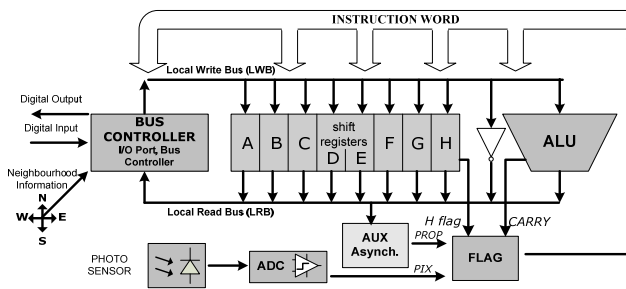 INSTRUCTION WORD
Local Write Bus (LWB)
Digital Output
Digital Input
BUS
CONTROLLER
I/O Port, Bus
Controller
Neighbourhood
Information
N
W E
S
A B C shift registers D E F G H
ALU
Local Read Bus (LRB)
H flag
CARRY
AUX
Asynch.
PROP
FLAG
PHOTO
SENSOR
ADC
PIX